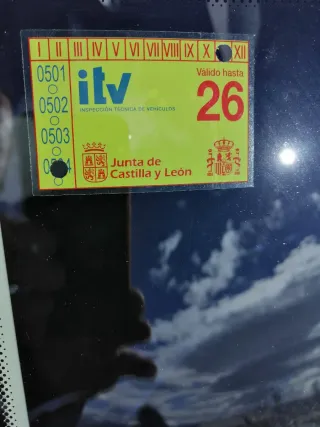 I II III IV V VI VII VIII IX X XII
0501
itv
Válido hasta
INSPECCIÓN TÉCNICA DE VEHÍCULOS
26
0502
0503
Junta de
Castilla y León